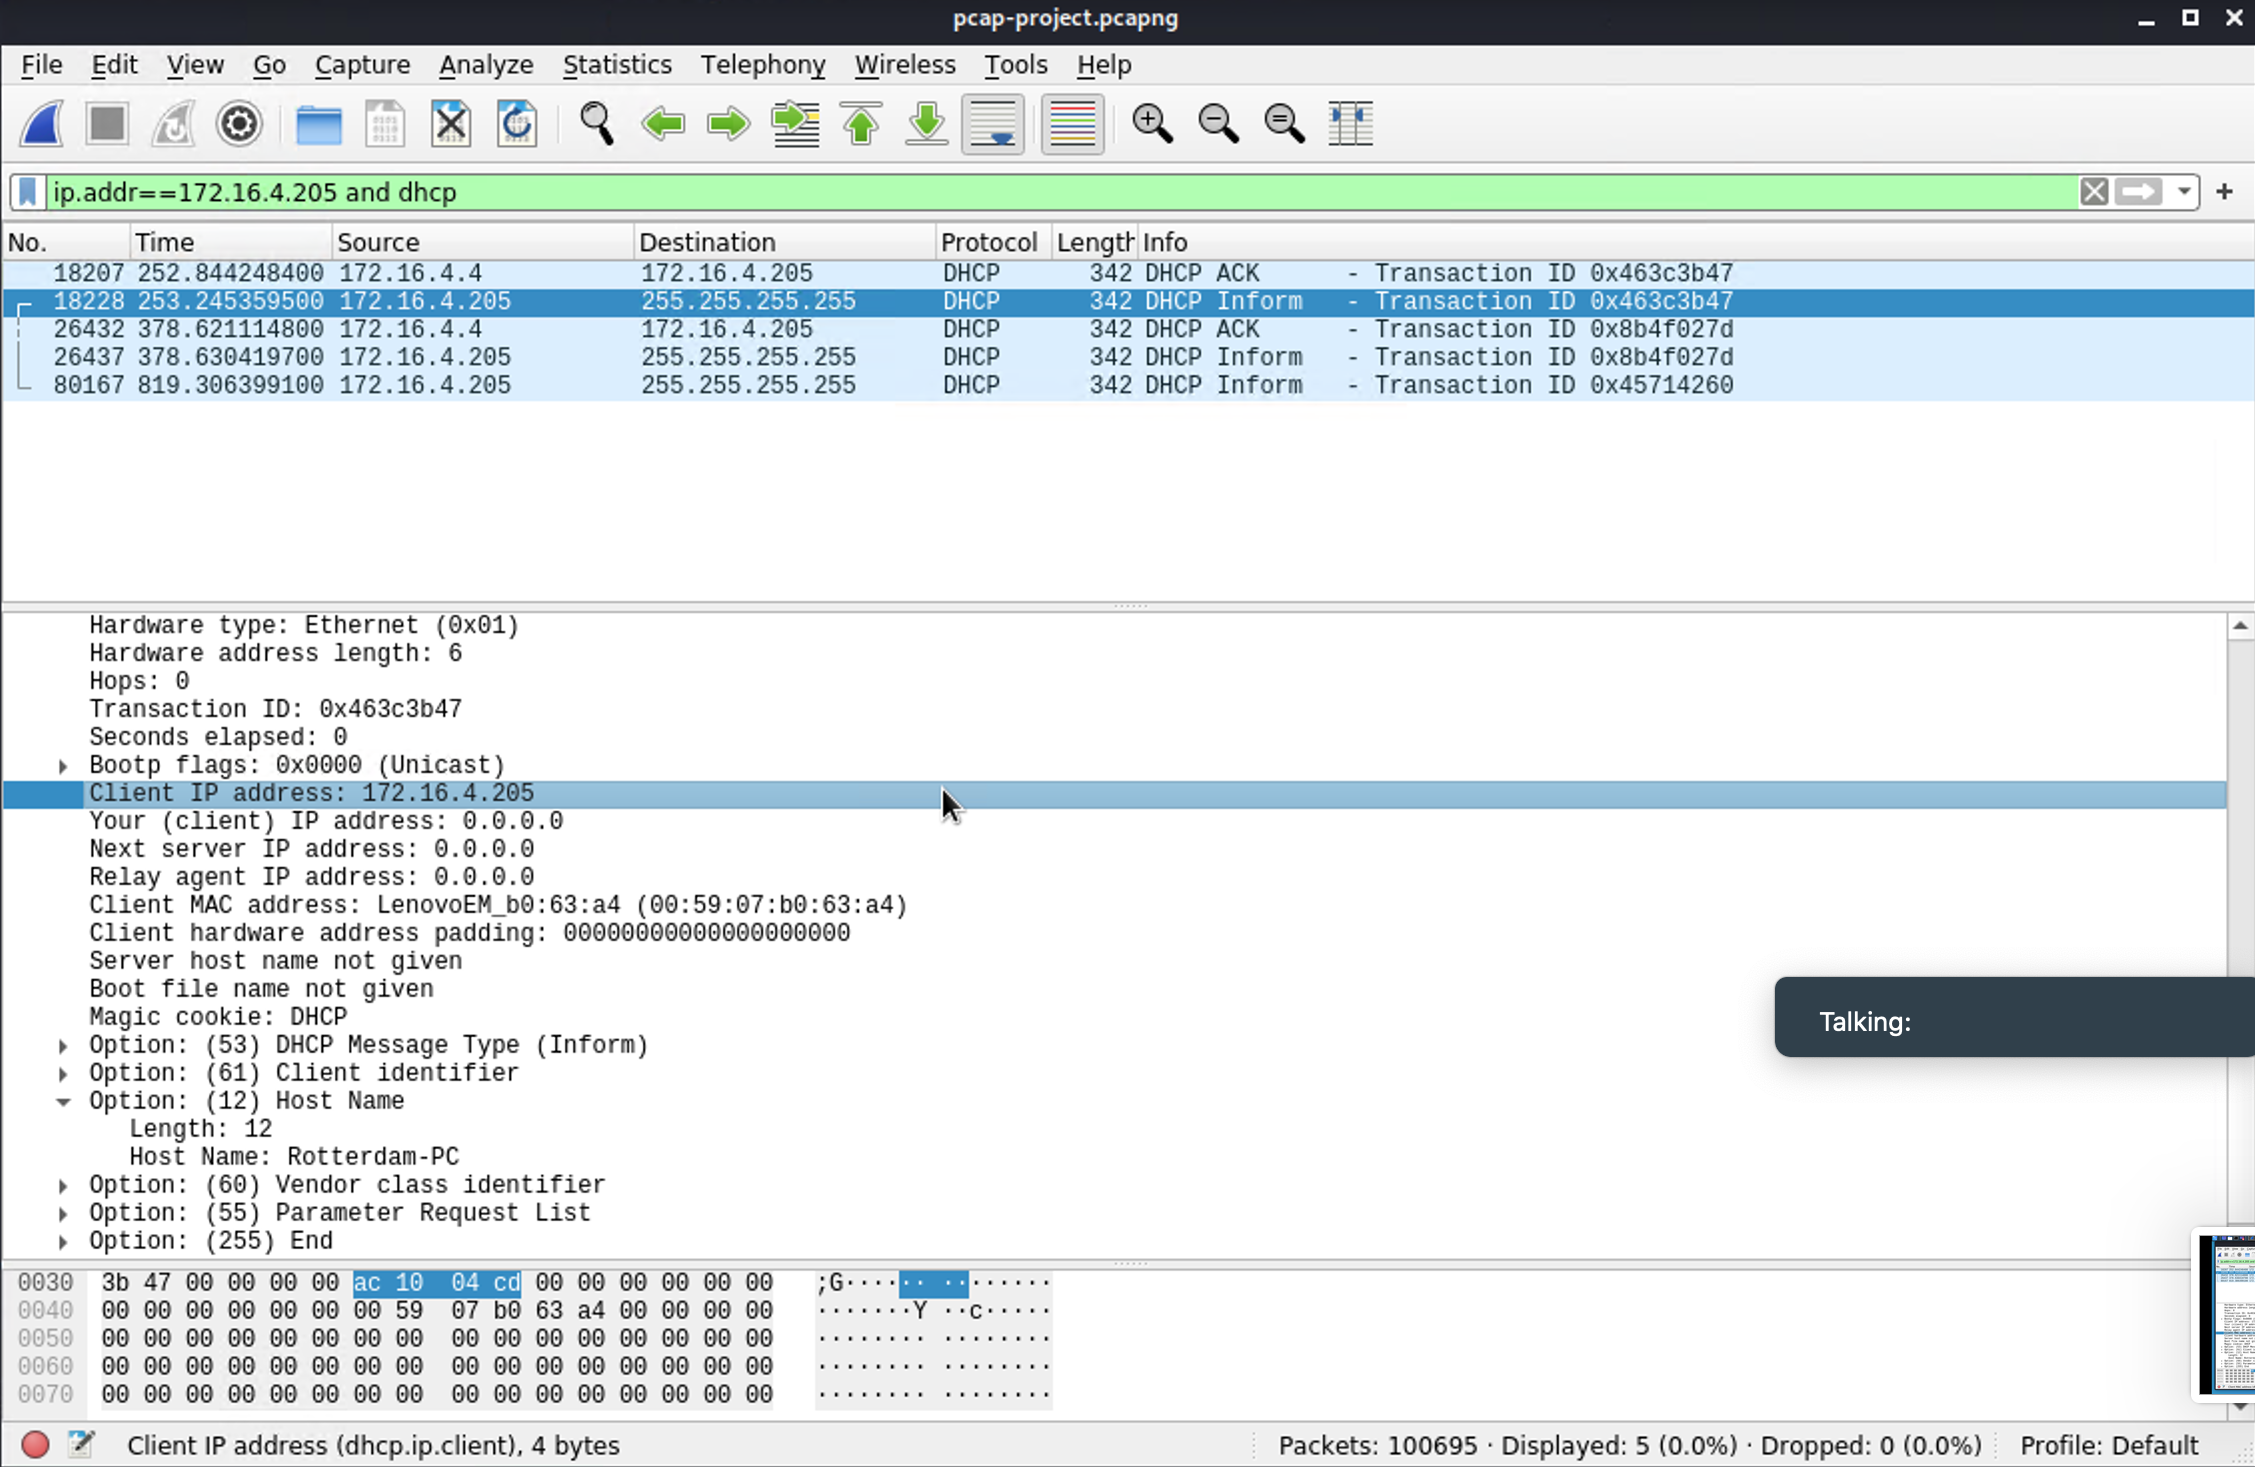 pcap-project.pcapng
File Edit View Go Capture Analyze Statistics Telephony Wireless Tools Help
ip.addr==172.16.4.205 and dhcp
No. Time Source Destination Protocol Length Info
18207 252.844248400 172.16.4.4 172.16.4.205 DHCP 342 DHCP ACK - Transaction ID 0x463c3b47
18228 253.245359500 172.16.4.205 255.255.255.255 DHCP 342 DHCP Inform - Transaction ID 0x463c3b47
26432 378.621114800 172.16.4.4 172.16.4.205 DHCP 342 DHCP ACK - Transaction ID 0x8b4f027d
26437 378.630419700 172.16.4.205 255.255.255.255 DHCP 342 DHCP Inform - Transaction ID 0x8b4f027d
80167 819.306399100 172.16.4.205 255.255.255.255 DHCP 342 DHCP Inform - Transaction ID 0x45714260
Hardware type: Ethernet (0x01)
Hardware address length: 6
Hops: 0
Transaction ID: 0x463c3b47
Seconds elapsed: 0
Bootp flags: 0x0000 (Unicast)
Client IP address: 172.16.4.205
Your (client) IP address: 0.0.0.0
Next server IP address: 0.0.0.0
Relay agent IP address: 0.0.0.0
Client MAC address: LenovoEM_b0:63:a4 (00:59:07:b0:63:a4)
Client hardware address padding: 00000000000000000000
Server host name not given
Boot file name not given
Magic cookie: DHCP
Talking:
Option: (53) DHCP Message Type (Inform)
Option: (61) Client identifier
Option: (12) Host Name
Length: 12
Host Name: Rotterdam-PC
Option: (60) Vendor class identifier
Option: (55) Parameter Request List
Option: (255) End
0030 3b 47 00 00 00 00 ac 10 04 cd 00 00 00 00 00 00 ;G···· ·· ········
0040 00 00 00 00 00 00 00 59 07 b0 63 a4 00 00 00 00 ·······Y ··c·····
0050 00 00 00 00 00 00 00 00 00 00 00 00 00 00 00 00 ········ ········
0060 00 00 00 00 00 00 00 00 00 00 00 00 00 00 00 00 ········ ········
0070 00 00 00 00 00 00 00 00 00 00 00 00 00 00 00 00 ········ ········
Client IP address (dhcp.ip.client), 4 bytes Packets: 100695 · Displayed: 5 (0.0%) · Dropped: 0 (0.0%) Profile: Default